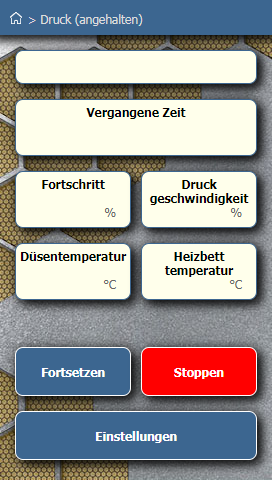 > Druck (angehalten)
Vergangene Zeit
Fortschritt
%
Druck
geschwindigkeit
%
Düsentemperatur
°C
Heizbett
temperatur
°C
Fortsetzen
Stoppen
Einstellungen